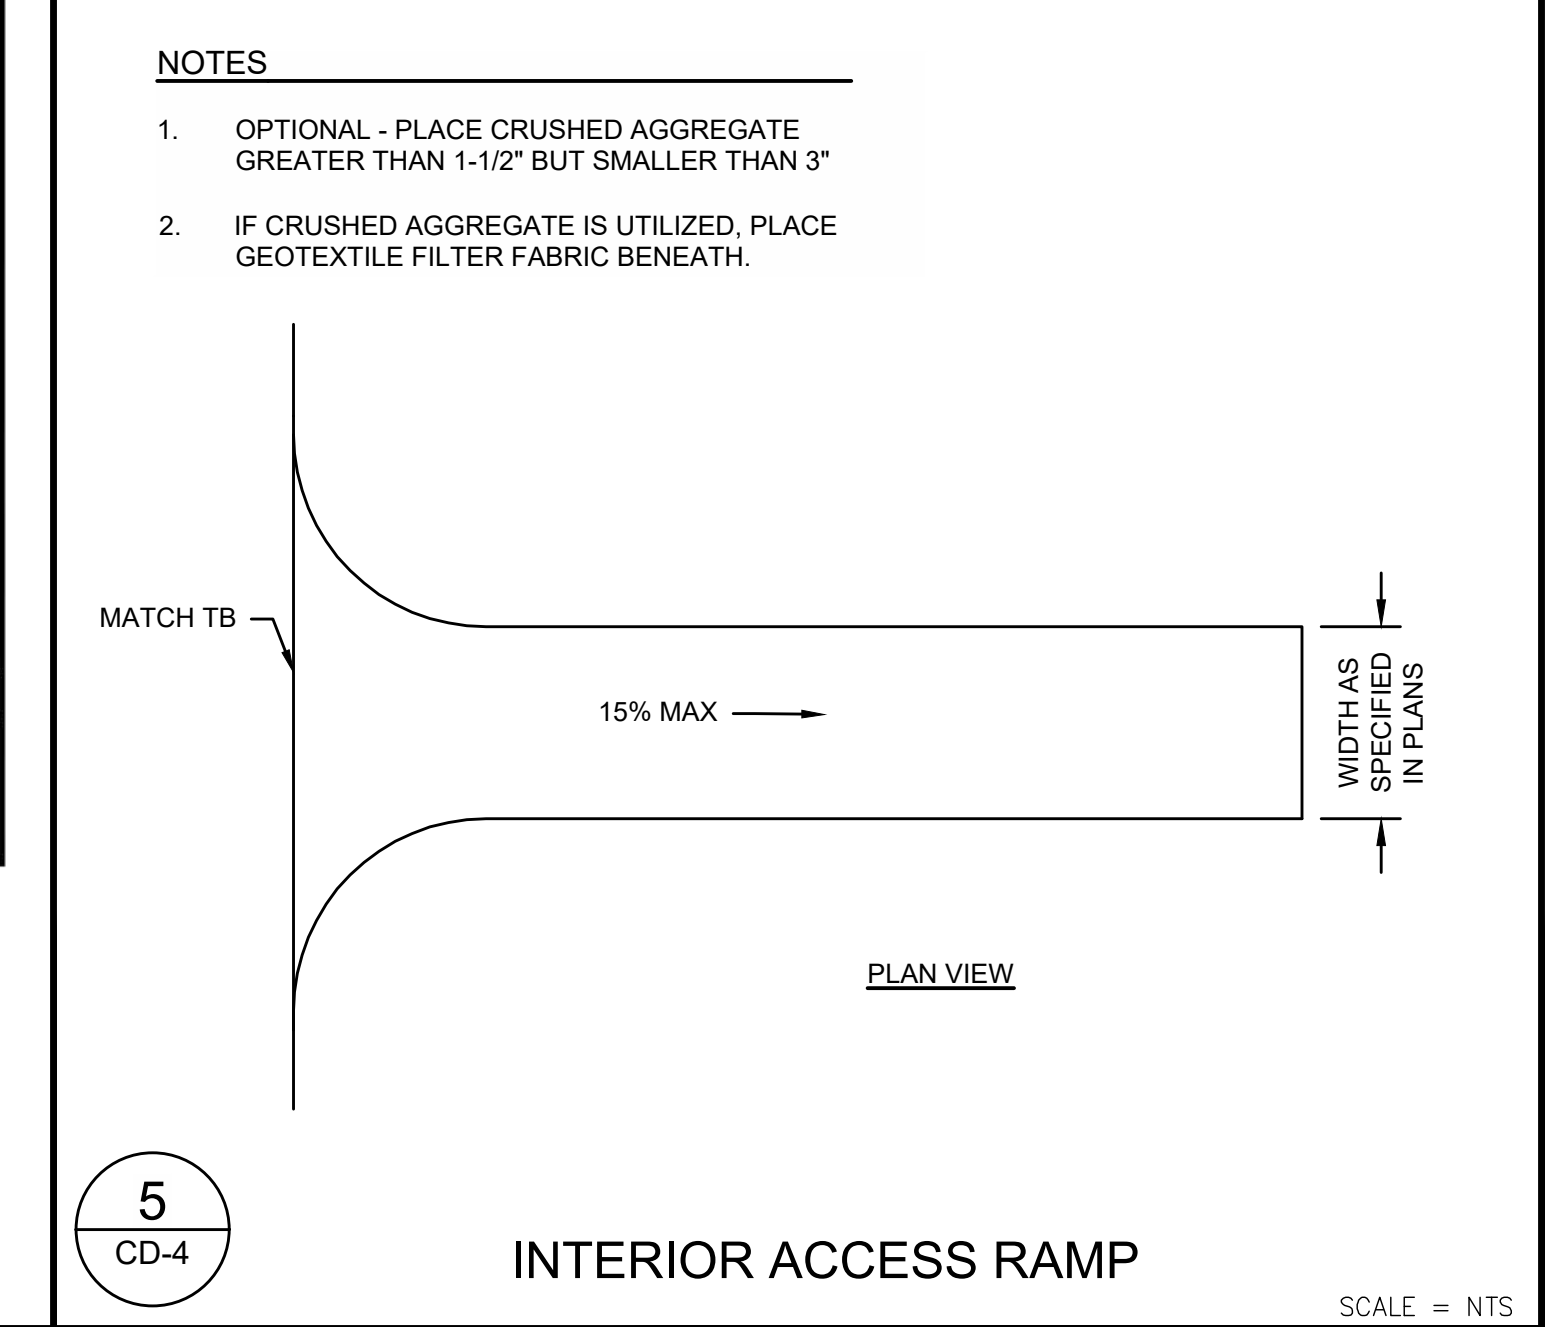 NOTES
1. OPTIONAL - PLACE CRUSHED AGGREGATE
GREATER THAN 1-1/2" BUT SMALLER THAN 3"
2. IF CRUSHED AGGREGATE IS UTILIZED, PLACE
GEOTEXTILE FILTER FABRIC BENEATH.
MATCH TB
15% MAX
WIDTH AS
SPECIFIED
IN PLANS
PLAN VIEW
5
CD-4
INTERIOR ACCESS RAMP
SCALE = NTS